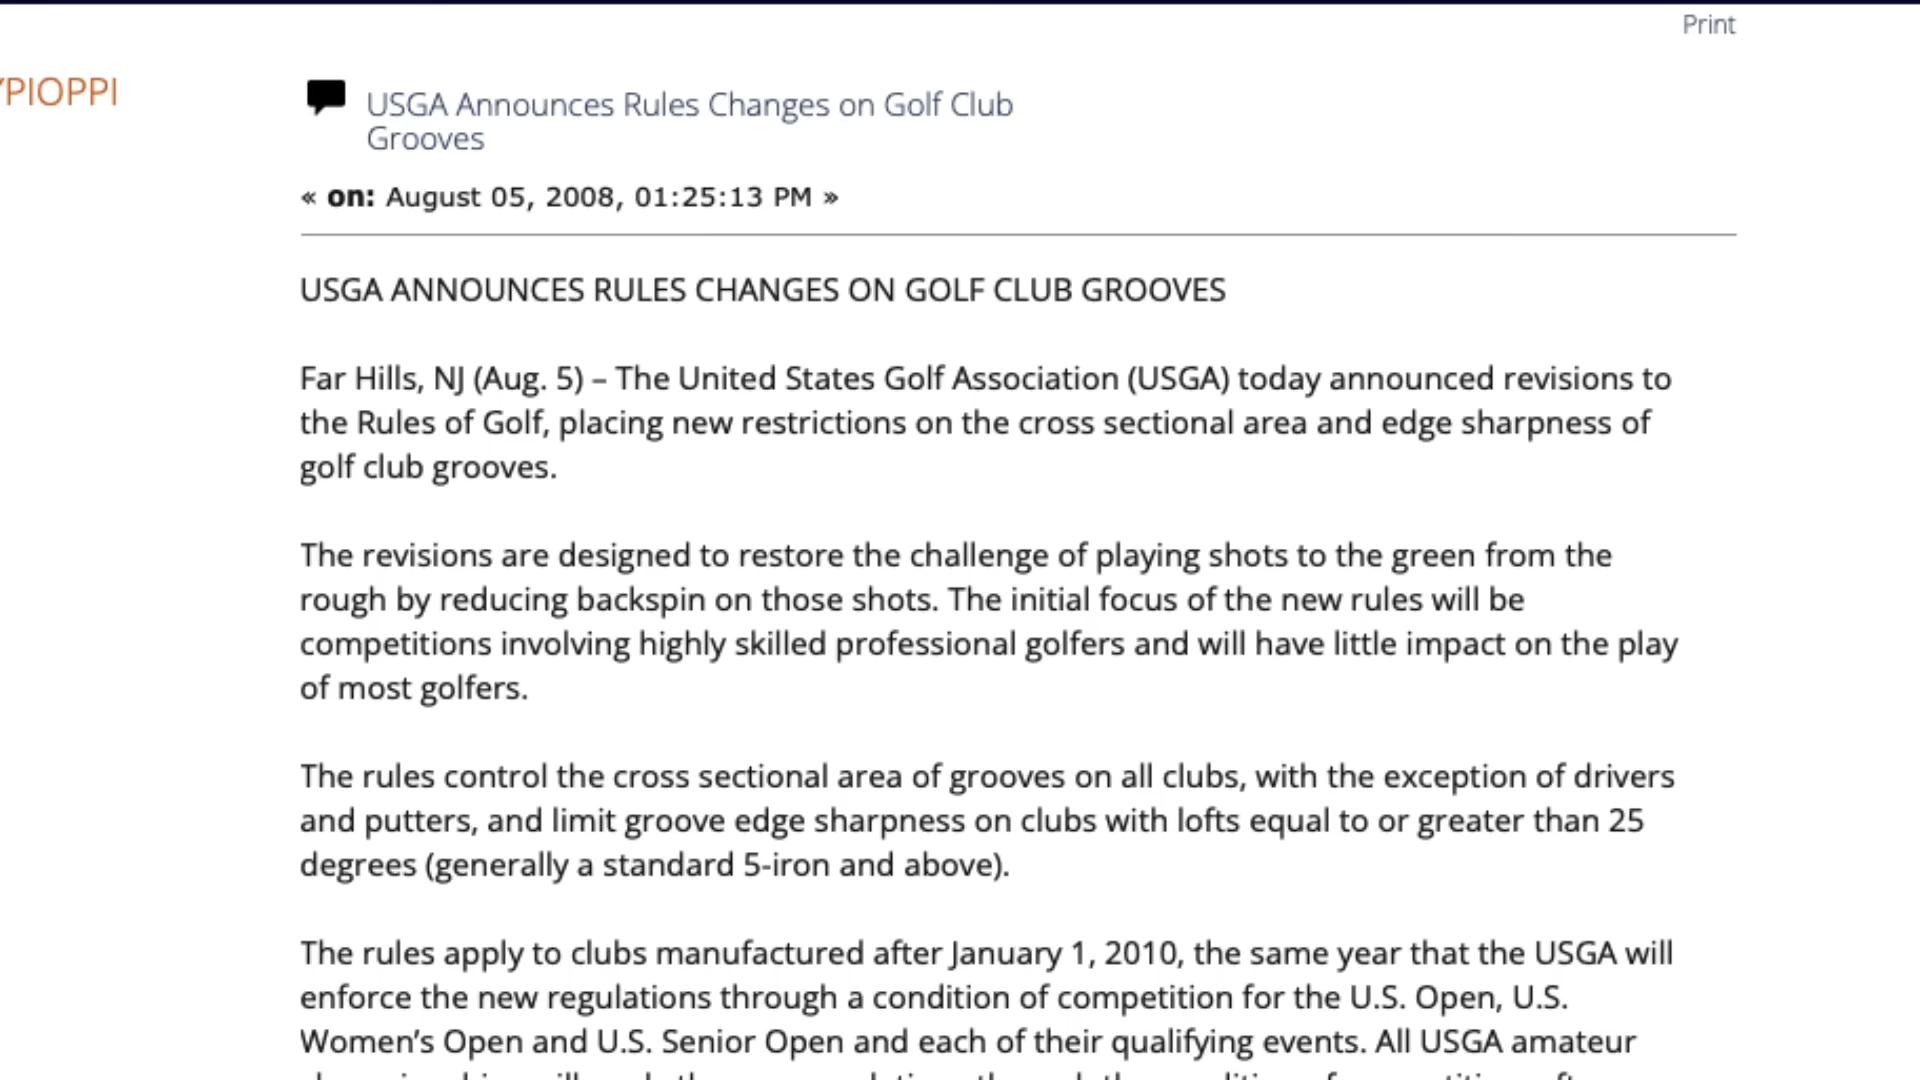 Print
YPIOPPI
USGA Announces Rules Changes on Golf Club
Grooves
« on: August 05, 2008, 01:25:13 PM »
USGA ANNOUNCES RULES CHANGES ON GOLF CLUB GROOVES
Far Hills, NJ (Aug. 5) – The United States Golf Association (USGA) today announced revisions to
the Rules of Golf, placing new restrictions on the cross sectional area and edge sharpness of
golf club grooves.
The revisions are designed to restore the challenge of playing shots to the green from the
rough by reducing backspin on those shots. The initial focus of the new rules will be
competitions involving highly skilled professional golfers and will have little impact on the play
of most golfers.
The rules control the cross sectional area of grooves on all clubs, with the exception of drivers
and putters, and limit groove edge sharpness on clubs with lofts equal to or greater than 25
degrees (generally a standard 5-iron and above).
The rules apply to clubs manufactured after January 1, 2010, the same year that the USGA will
enforce the new regulations through a condition of competition for the U.S. Open, U.S.
Women’s Open and U.S. Senior Open and each of their qualifying events. All USGA amateur